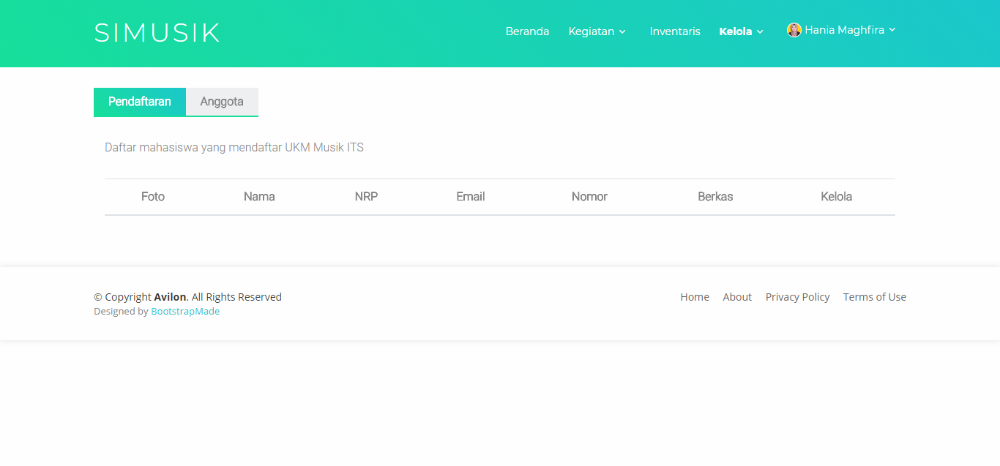 SIMUSIK
Beranda Kegiatan Inventaris Kelola Hania Maghfira
Pendaftaran Anggota
Daftar mahasiswa yang mendaftar UKM Musik ITS
Foto Nama NRP Email Nomor Berkas Kelola
© Copyright Avilon. All Rights Reserved
Designed by BootstrapMade
Home About Privacy Policy Terms of Use